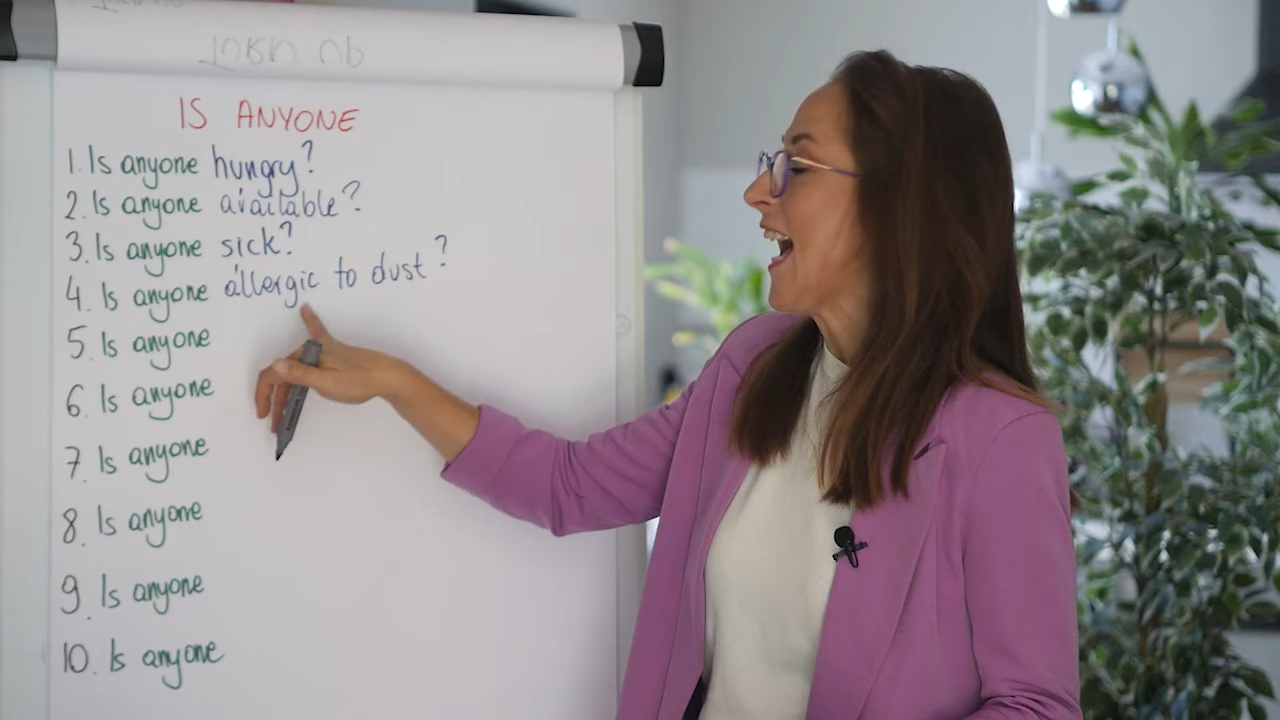 IS ANYONE
1. Is anyone hungry?
2. Is anyone available?
3. Is anyone sick?
4. Is anyone allergic to dust?
5. Is anyone
6. Is anyone
7. Is anyone
8. Is anyone
9. Is anyone
10. Is anyone